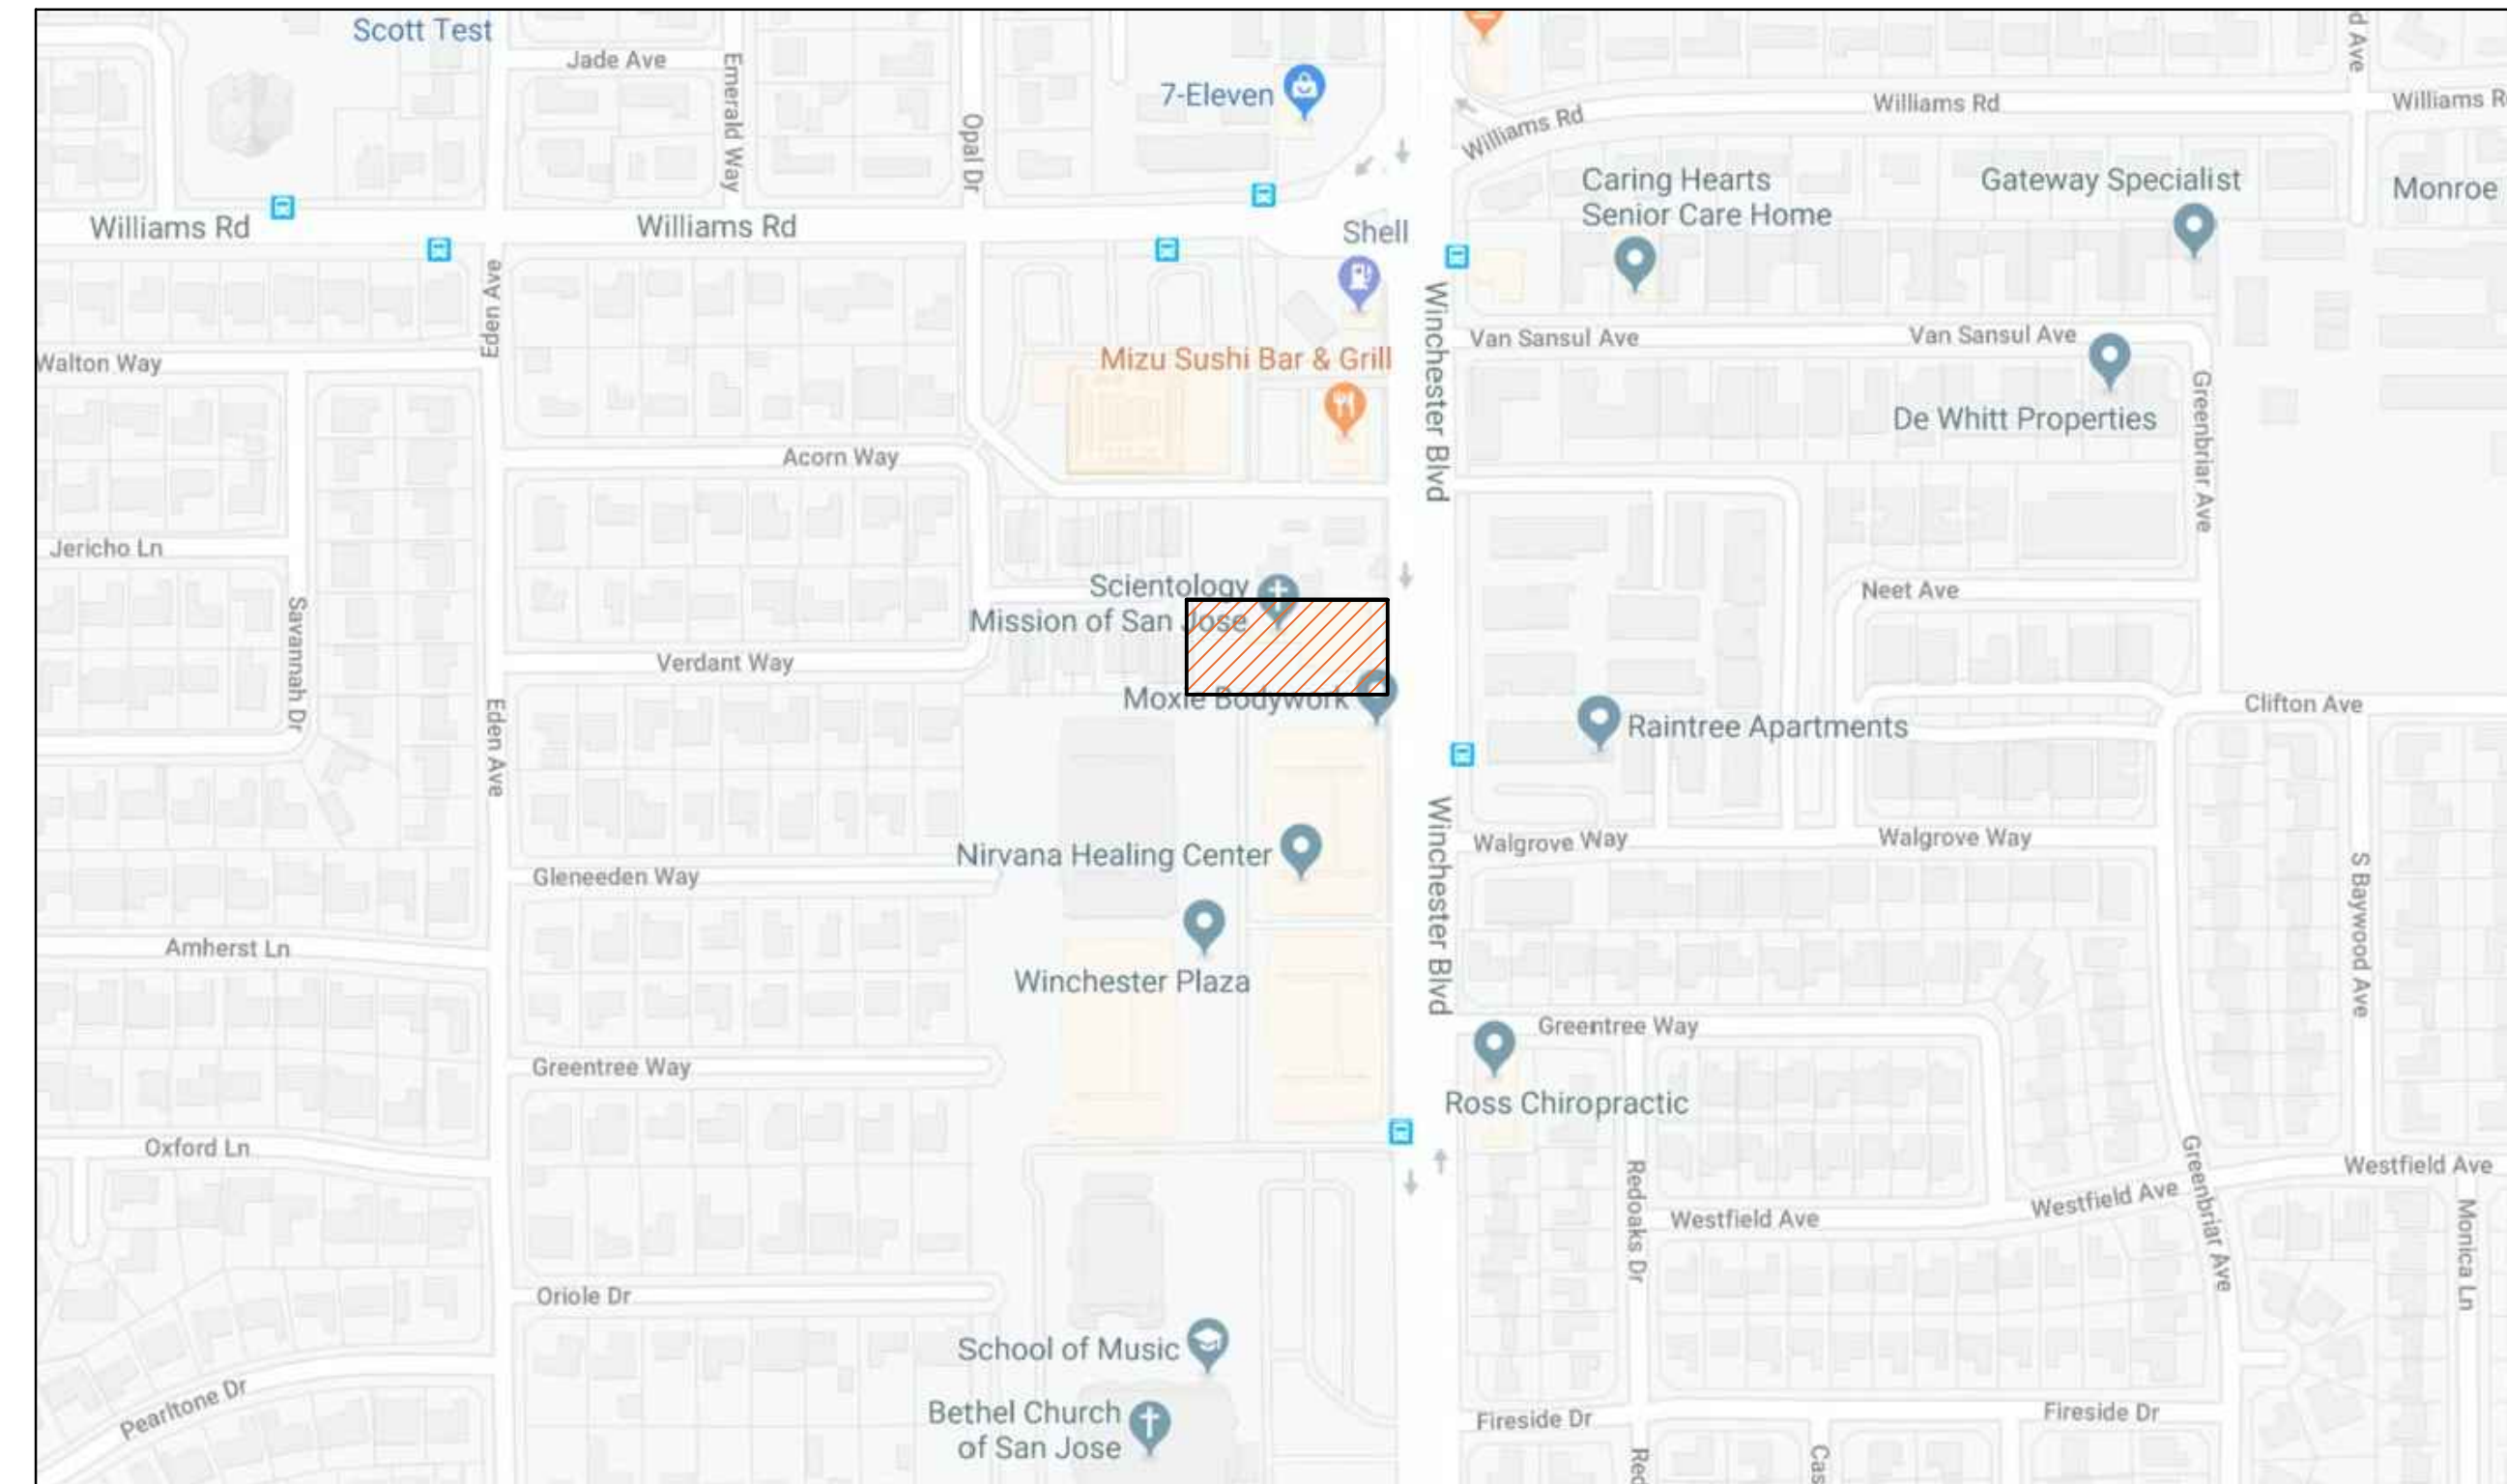 Scott Test
Jade Ave
Emerald Way
Opal Dr
7-Eleven
Williams Rd
Williams Rd
Williams R
d Ave
Caring Hearts
Senior Care Home
Gateway Specialist
Monroe
Williams Rd
Williams Rd
Shell
Eden Ave
Winchester Blvd
Van Sansul Ave
Van Sansul Ave
Walton Way
Mizu Sushi Bar & Grill
De Whitt Properties
Greenbriar Ave
Acorn Way
Jericho Ln
Scientology
Mission of San Jose
Neet Ave
Savannah Dr
Verdant Way
Moxie Bodywork
Raintree Apartments
Clifton Ave
Eden Ave
Winchester Blvd
Walgrove Way
Walgrove Way
Nirvana Healing Center
Gleneeden Way
S Baywood Ave
Amherst Ln
Winchester Plaza
Greentree Way
Greentree Way
Ross Chiropractic
Oxford Ln
Redoaks Dr
Westfield Ave
Westfield Ave
Westfield Ave
Greenbriar Ave
Monica Ln
Oriole Dr
School of Music
Pearltone Dr
Bethel Church
of San Jose
Fireside Dr
Fireside Dr
Red
Cas